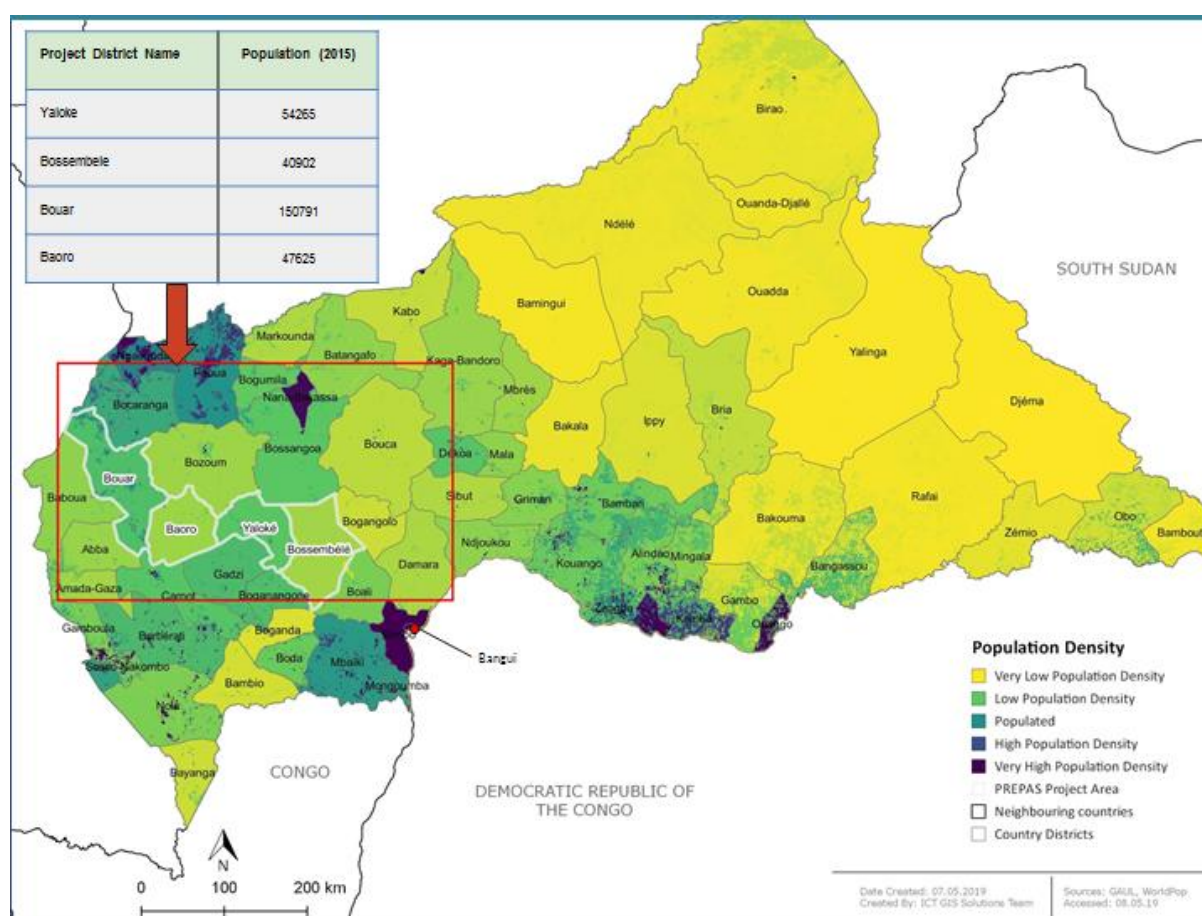 Project District Name Population (2015)
Yaloke 54265
Bossembele 40902
Bouar 150791
Baoro 47625
Birao
Ouanda-Djallé
Ndélé
SOUTH SUDAN
Ouadda
Bamingui
Kabo
Markounda
Yalinga
Batangafo
Kaga-Bandoro
Bogumila
Mbrès
Djéma
Bocaranga
Bria
Ippy
Bakala
Bouca
Bossangoa
Bozoum
Dékoa
Mala
Bouar
Baboua
Sibut
Grimari
Bambari
Rafai
Baoro
Yaloké
Bogangolo
Bakouma
Obo
Bossembélé
Zémio
Bambouti
Abba
Ndjoukou
Alindao
Mingala
Kouango
Damara
Bangassou
Gadzi
Amada-Gaza
Carnot
Boganangone
Boali
Gambo
Gamboula
Berbérati
Boganda
Boda
Mbaiki
Bangui
Bambio
Mongoumba
Nola
Bayanga
CONGO
DEMOCRATIC REPUBLIC OF
THE CONGO
Population Density
Very Low Population Density
Low Population Density
Populated
High Population Density
Very High Population Density
PREPAS Project Area
Neighbouring countries
Country Districts
N
0 100 200 km
Date Created: 07.05.2019
Created By: ICT GIS Solutions Team
Sources: GAUL, WorldPop
Accessed: 08.05.19